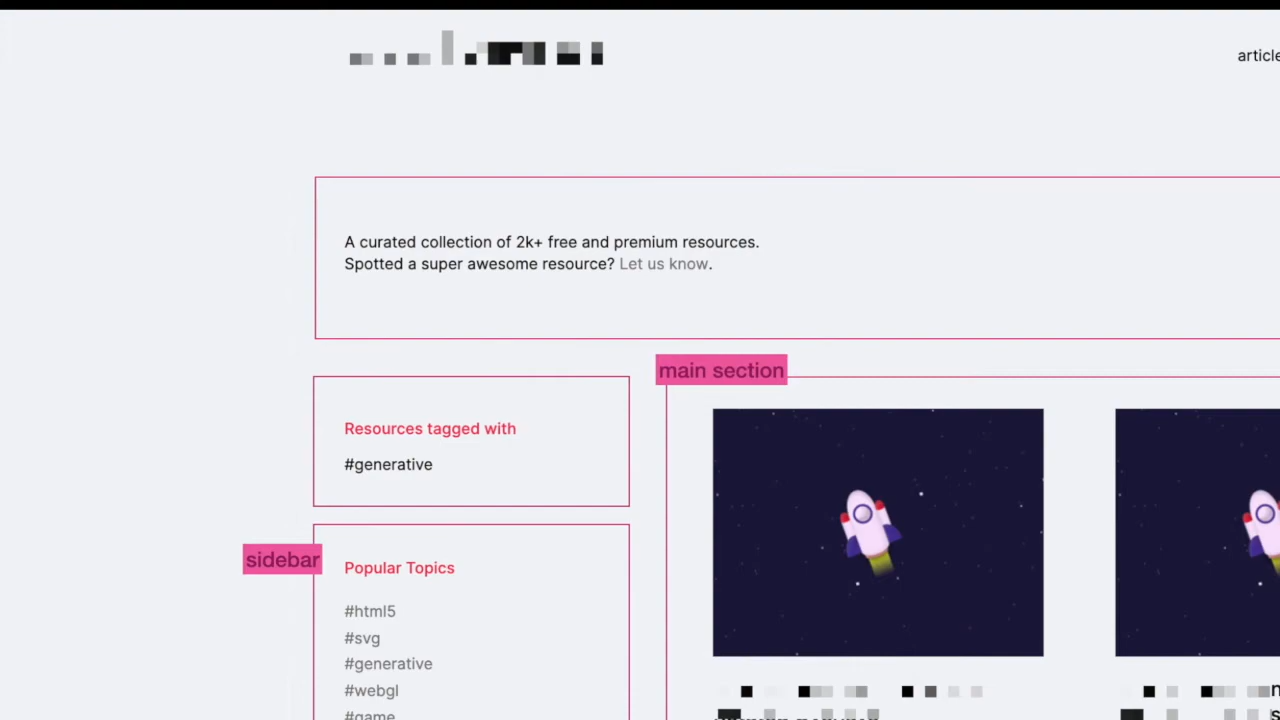 A curated collection of 2k+ free and premium resources.
Spotted a super awesome resource? Let us know.
main section
Resources tagged with
#generative
sidebar
Popular Topics
#html5
#svg
#generative
#webgl
#game